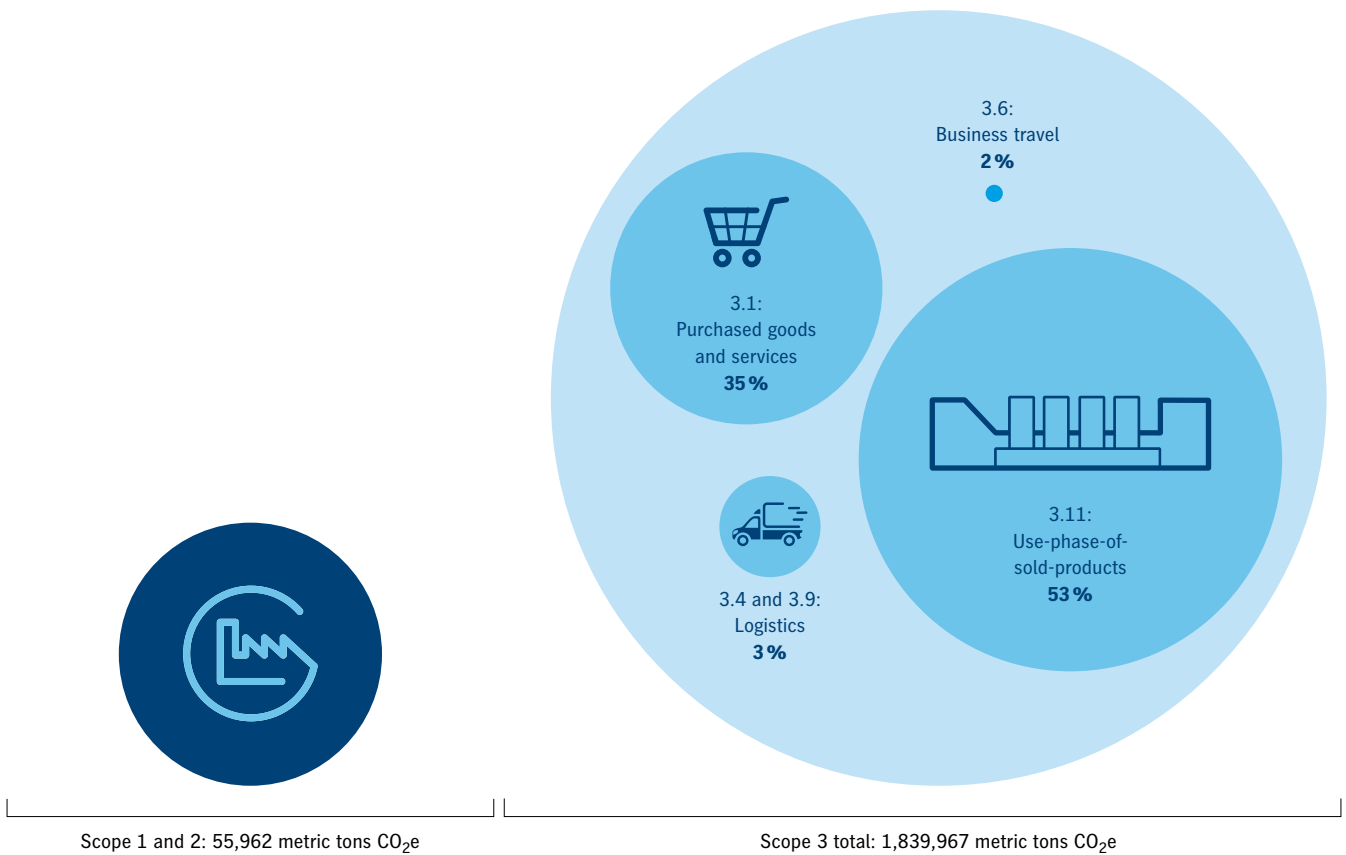 3.6:
Business travel
2 %
3.1:
Purchased goods
and services
35 %
3.11:
Use-phase-of-
sold-products
53 %
3.4 and 3.9:
Logistics
3 %
Scope 1 and 2: 55,962 metric tons CO₂e
Scope 3 total: 1,839,967 metric tons CO₂e